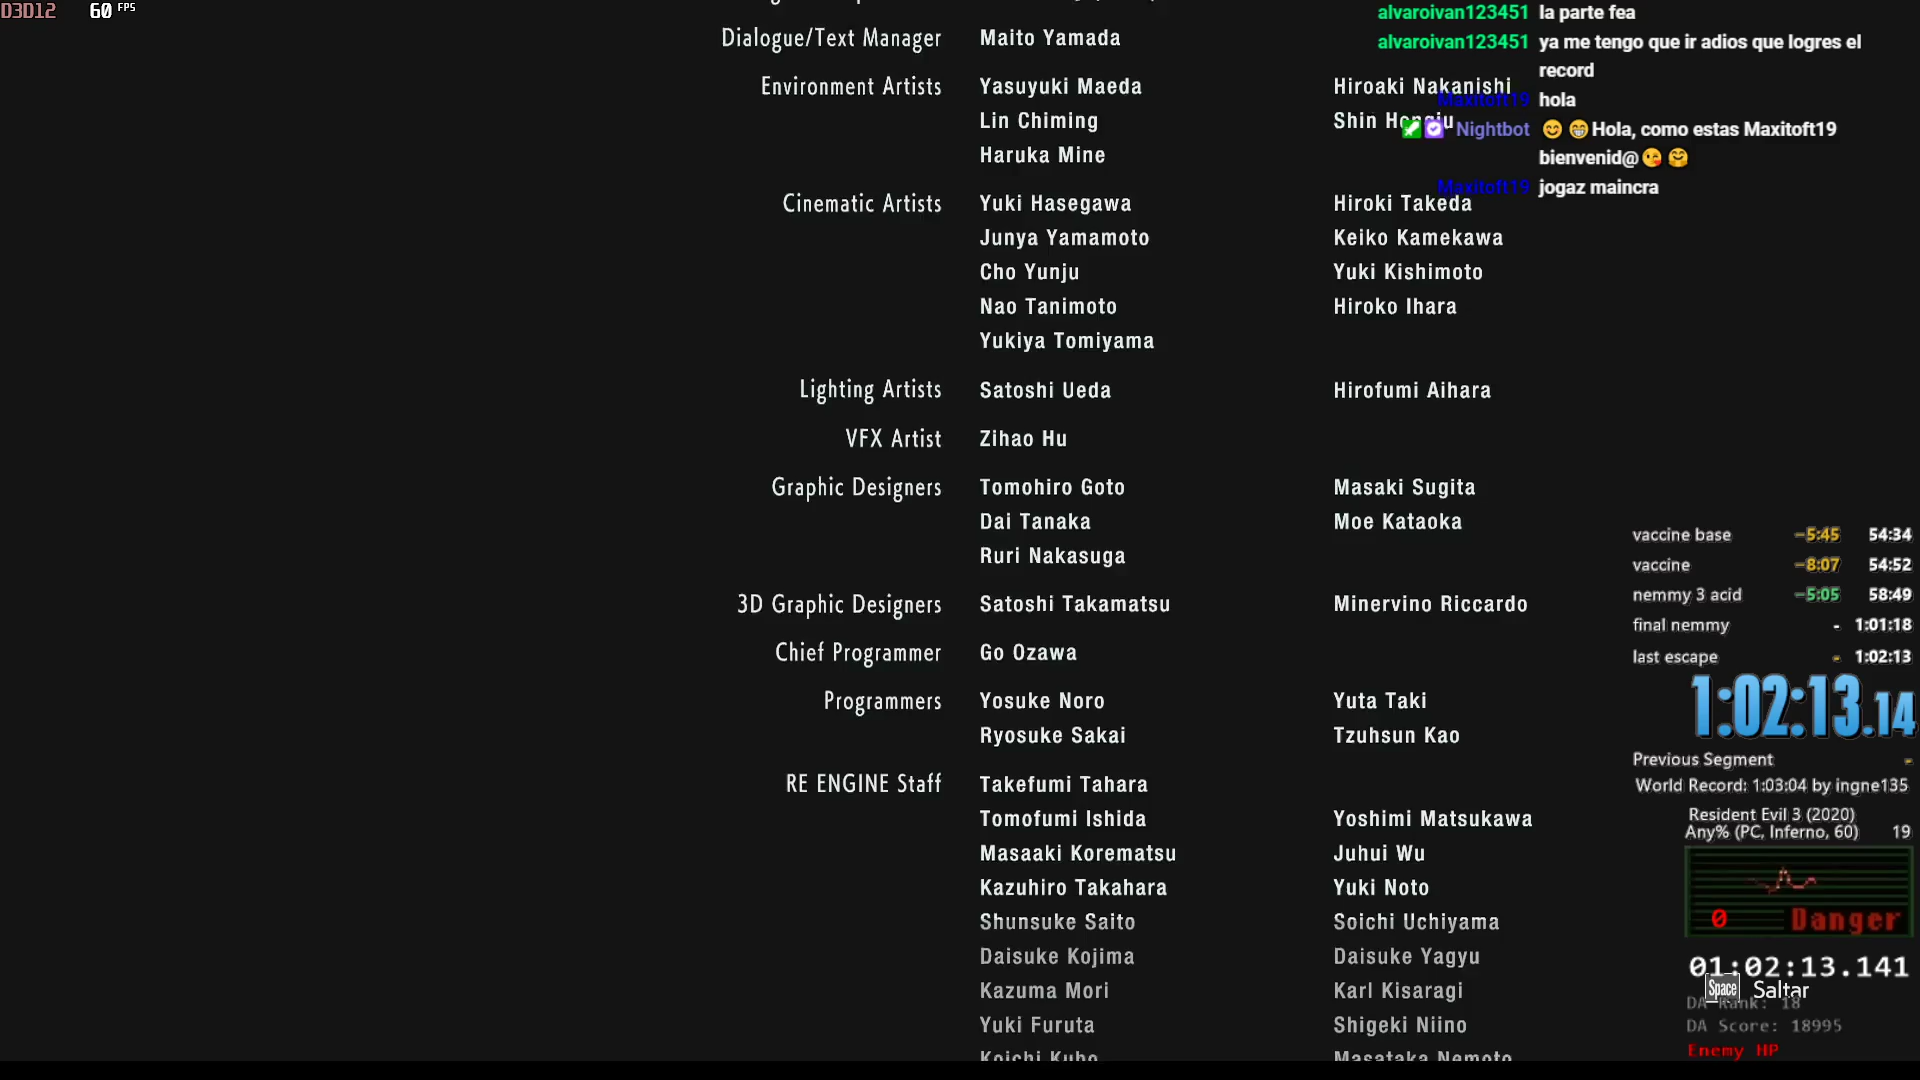 D3D12 60 FPS
Dialogue/Text Manager Maito Yamada
Environment Artists Yasuyuki Maeda Hiroaki Nakanishi
Lin Chiming Shin Hongiu
Haruka Mine
Cinematic Artists Yuki Hasegawa Hiroki Takeda
Junya Yamamoto Keiko Kamekawa
Cho Yunju Yuki Kishimoto
Nao Tanimoto Hiroko Ihara
Yukiya Tomiyama
Lighting Artists Satoshi Ueda Hirofumi Aihara
VFX Artist Zihao Hu
Graphic Designers Tomohiro Goto Masaki Sugita
Dai Tanaka Moe Kataoka
Ruri Nakasuga
3D Graphic Designers Satoshi Takamatsu Minervino Riccardo
Chief Programmer Go Ozawa
Programmers Yosuke Noro Yuta Taki
Ryosuke Sakai Tzuhsun Kao
RE ENGINE Staff Takefumi Tahara
Tomofumi Ishida Yoshimi Matsukawa
Masaaki Korematsu Juhui Wu
Kazuhiro Takahara Yuki Noto
Shunsuke Saito Soichi Uchiyama
Daisuke Kojima Daisuke Yagyu
Kazuma Mori Karl Kisaragi
Yuki Furuta Shigeki Niino
Koichi Kubo Masataka Nemoto
alvaroivan123451 la parte fea
alvaroivan123451 ya me tengo que ir adios que logres el
record
Maxitoft19 hola
Nightbot 😊 😁Hola, como estas Maxitoft19
bienvenid@😘 🤗
Maxitoft19 jogaz maincra
vaccine base −5:45 54:34
vaccine −8:07 54:52
nemmy 3 acid −5:05 58:49
final nemmy - 1:01:18
last escape - 1:02:13
1:02:13.14
Previous Segment -
World Record: 1:03:04 by ingne135
Resident Evil 3 (2020)
Any% (PC, Inferno, 60) 19
0 Danger
01:02:13.141
Space Saltar
DA Rank: 18
DA Score: 18995
Enemy HP